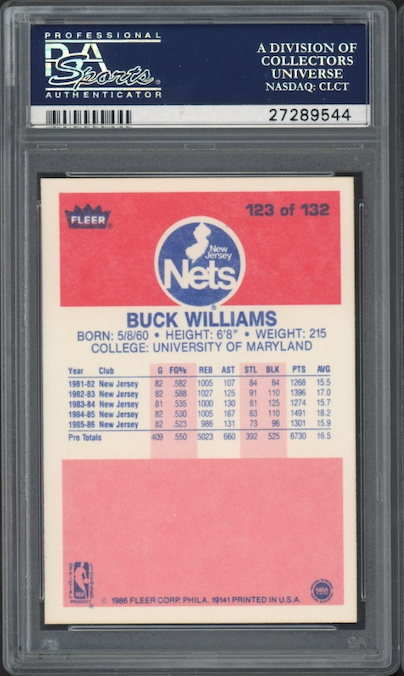 PROFESSIONAL
PSA
Sports
AUTHENTICATOR
A DIVISION OF
COLLECTORS
UNIVERSE
NASDAQ: CLCT
27289544
FLEER®
123 of 132
New
Jersey
Nets
BUCK WILLIAMS
BORN: 5/8/60 • HEIGHT: 6'8" • WEIGHT: 215
COLLEGE: UNIVERSITY OF MARYLAND
Year Club G FG% REB AST STL BLK PTS AVG
1981-82 New Jersey 82 .582 1005 107 84 84 1268 15.5
1982-83 New Jersey 82 .588 1027 125 91 110 1396 17.0
1983-84 New Jersey 81 .535 1000 130 81 125 1274 15.7
1984-85 New Jersey 82 .530 1005 167 63 110 1491 18.2
1985-86 New Jersey 82 .523 986 131 73 96 1301 15.9
Pro Totals 409 .550 5023 660 392 525 6730 16.5
NBA
PRODUCT
© 1986 FLEER CORP. PHILA. 19141 PRINTED IN U.S.A.
NBA